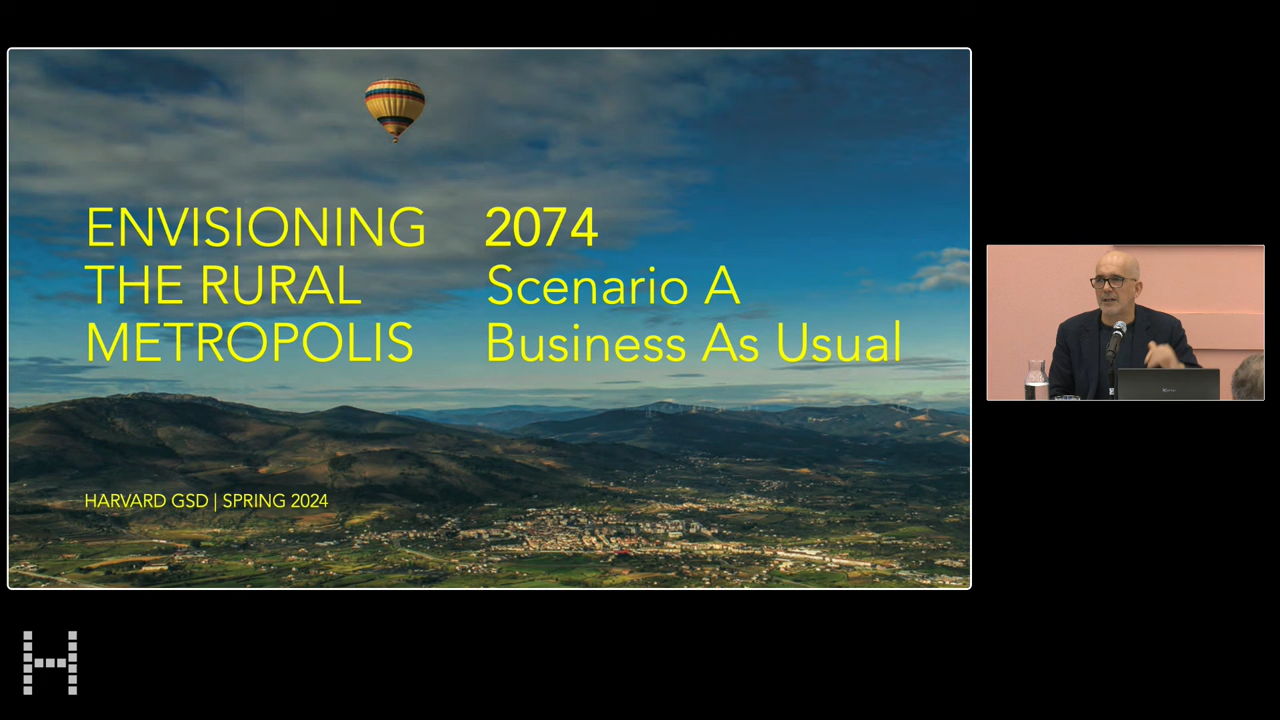 ENVISIONING
THE RURAL
METROPOLIS
2074
Scenario A
Business As Usual
HARVARD GSD | SPRING 2024
H